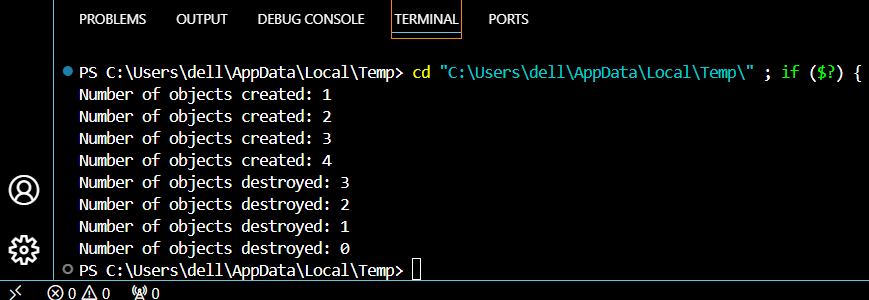 PROBLEMS OUTPUT DEBUG CONSOLE TERMINAL PORTS
PS C:\Users\dell\AppData\Local\Temp> cd "C:\Users\dell\AppData\Local\Temp\" ; if ($?) {
Number of objects created: 1
Number of objects created: 2
Number of objects created: 3
Number of objects created: 4
Number of objects destroyed: 3
Number of objects destroyed: 2
Number of objects destroyed: 1
Number of objects destroyed: 0
PS C:\Users\dell\AppData\Local\Temp>
0 0 0